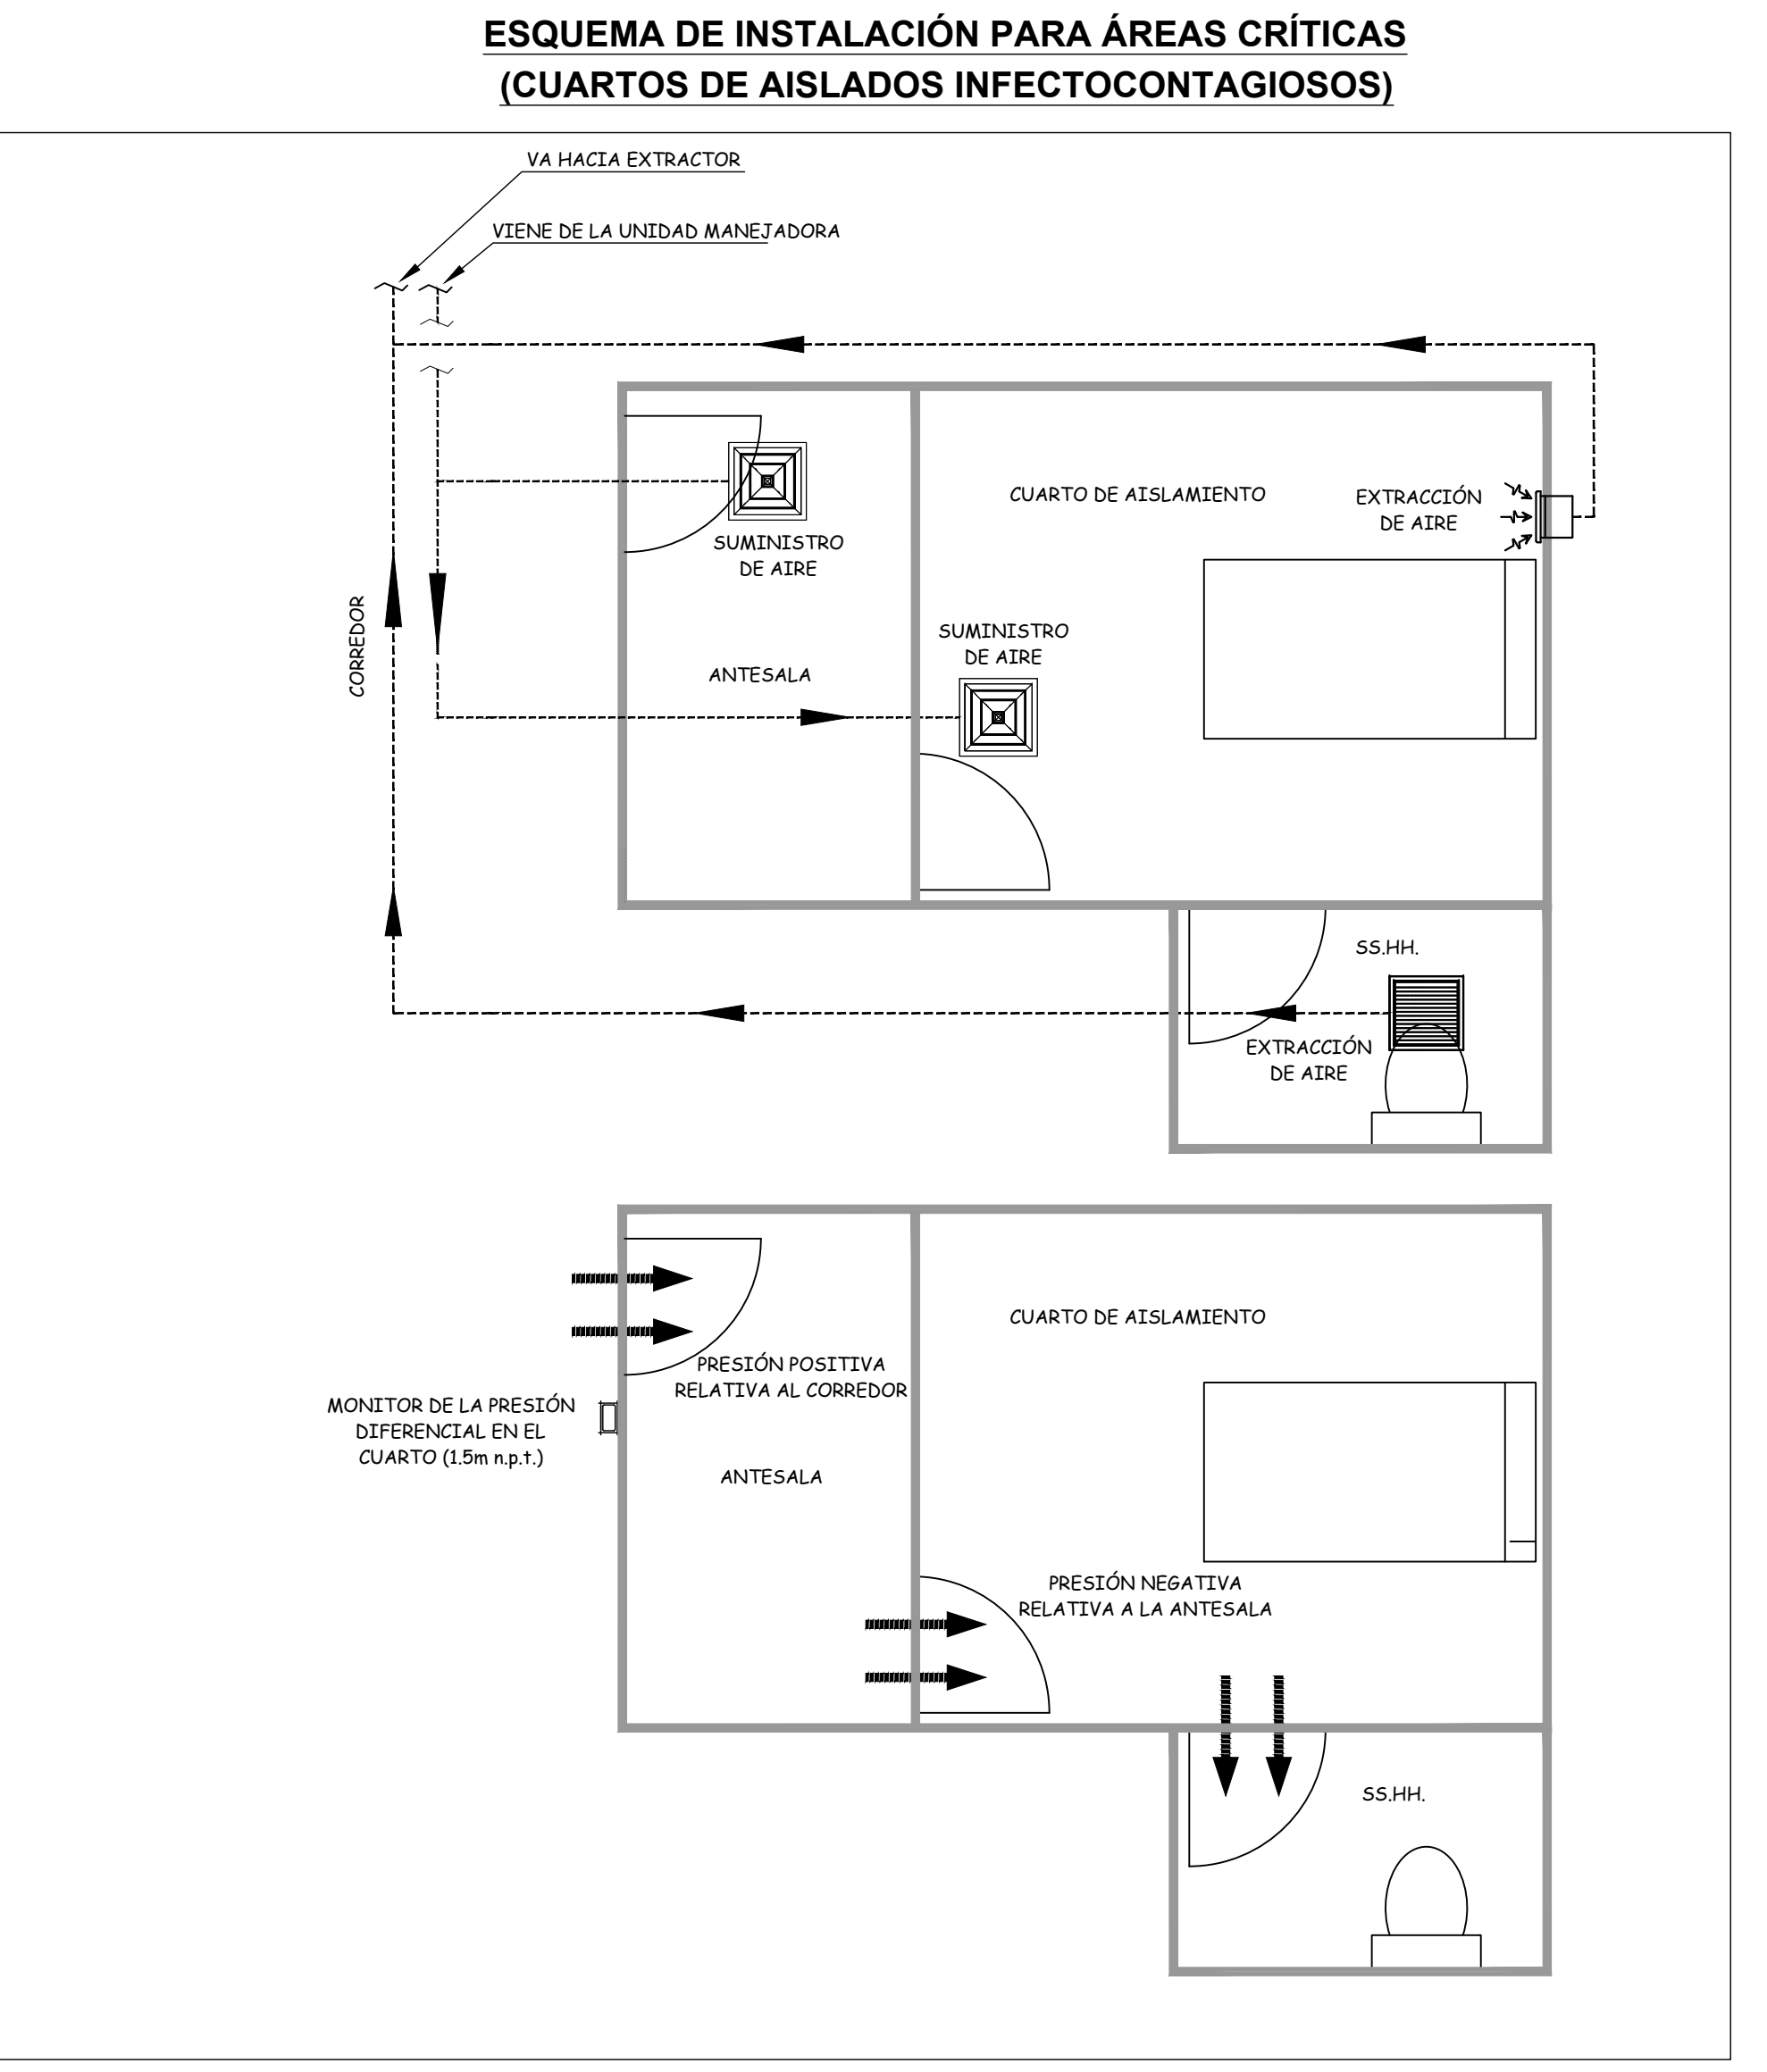 ESQUEMA DE INSTALACIÓN PARA ÁREAS CRÍTICAS
(CUARTOS DE AISLADOS INFECTOCONTAGIOSOS)
VA HACIA EXTRACTOR
VIENE DE LA UNIDAD MANEJADORA
CUARTO DE AISLAMIENTO
EXTRACCIÓN
DE AIRE
SUMINISTRO
DE AIRE
CORREDOR
SUMINISTRO
DE AIRE
ANTESALA
SS.HH.
EXTRACCIÓN
DE AIRE
CUARTO DE AISLAMIENTO
PRESIÓN POSITIVA
RELATIVA AL CORREDOR
MONITOR DE LA PRESIÓN
DIFERENCIAL EN EL
CUARTO (1.5m n.p.t.)
ANTESALA
PRESIÓN NEGATIVA
RELATIVA A LA ANTESALA
SS.HH.